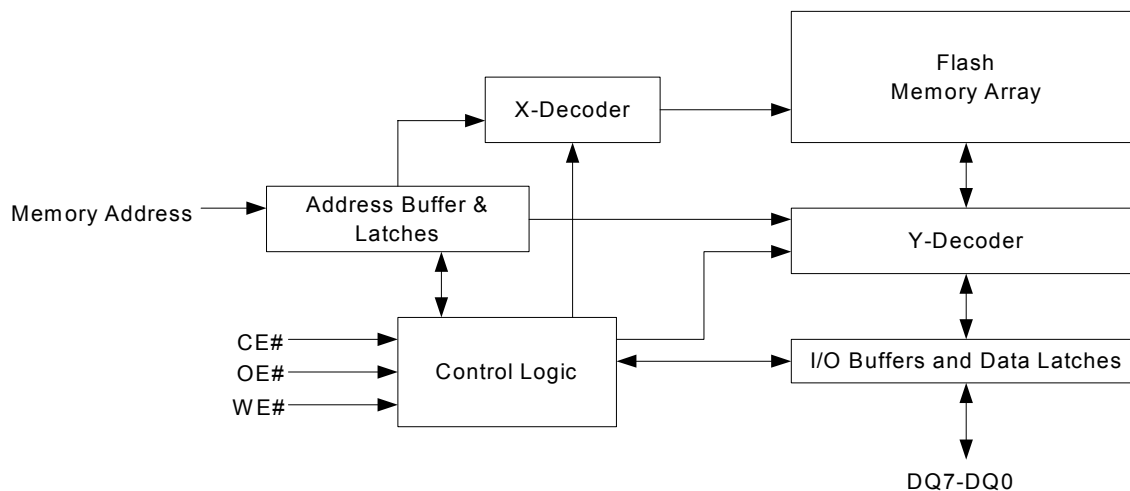 Flash
Memory Array
X-Decoder
Memory Address
Address Buffer &
Latches
Y-Decoder
CE#
OE#
WE#
Control Logic
I/O Buffers and Data Latches
DQ7-DQ0